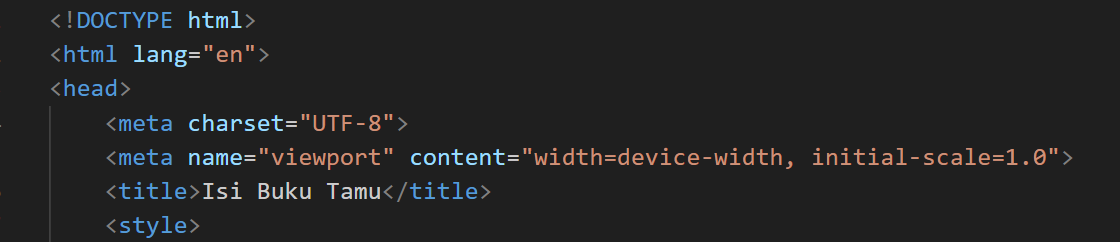 <!DOCTYPE html>
<html lang="en">
<head>
<meta charset="UTF-8">
<meta name="viewport" content="width=device-width, initial-scale=1.0">
<title>Isi Buku Tamu</title>
<style>